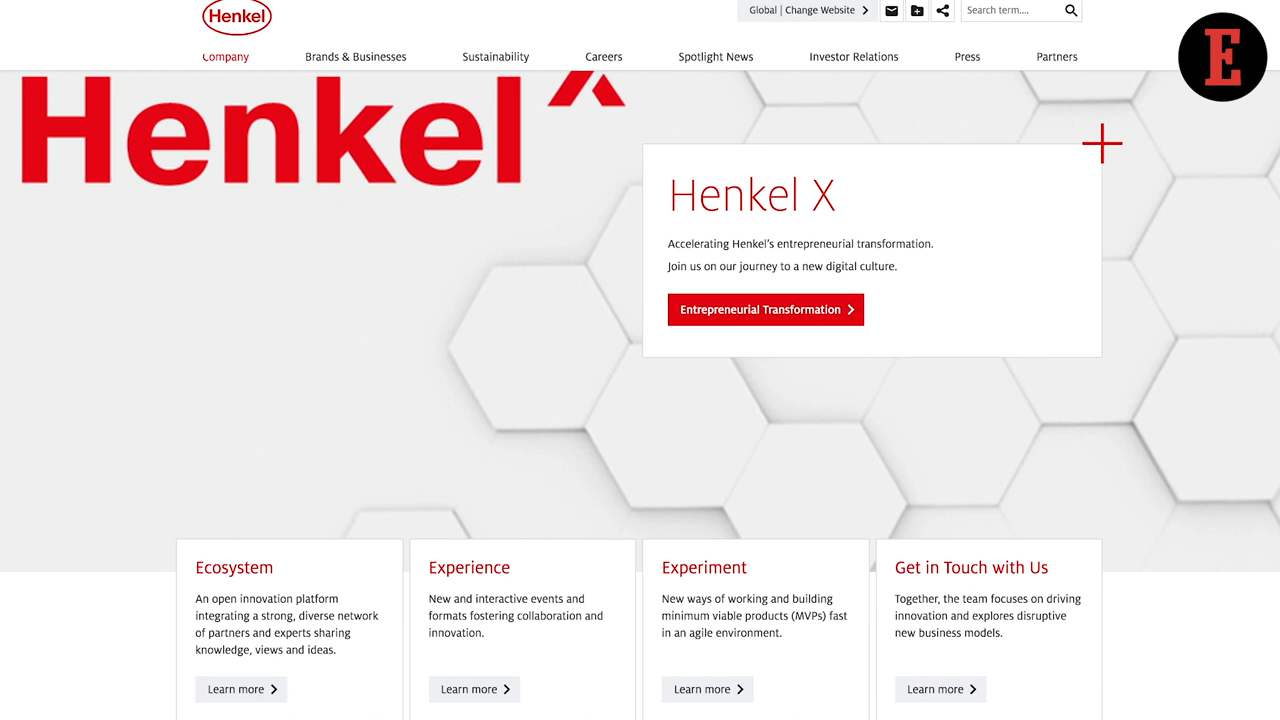 Henkel
Global | Change Website
Search term....
E
Company
Brands & Businesses
Sustainability
Careers
Spotlight News
Investor Relations
Press
Partners
Henkel X
Henkel X
Accelerating Henkel's entrepreneurial transformation.
Join us on our journey to a new digital culture.
Entrepreneurial Transformation
Ecosystem
An open innovation platform
integrating a strong, diverse network
of partners and experts sharing
knowledge, views and ideas.
Learn more
Experience
New and interactive events and
formats fostering collaboration and
innovation.
Learn more
Experiment
New ways of working and building
minimum viable products (MVPs) fast
in an agile environment.
Learn more
Get in Touch with Us
Together, the team focuses on driving
innovation and explores disruptive
new business models.
Learn more